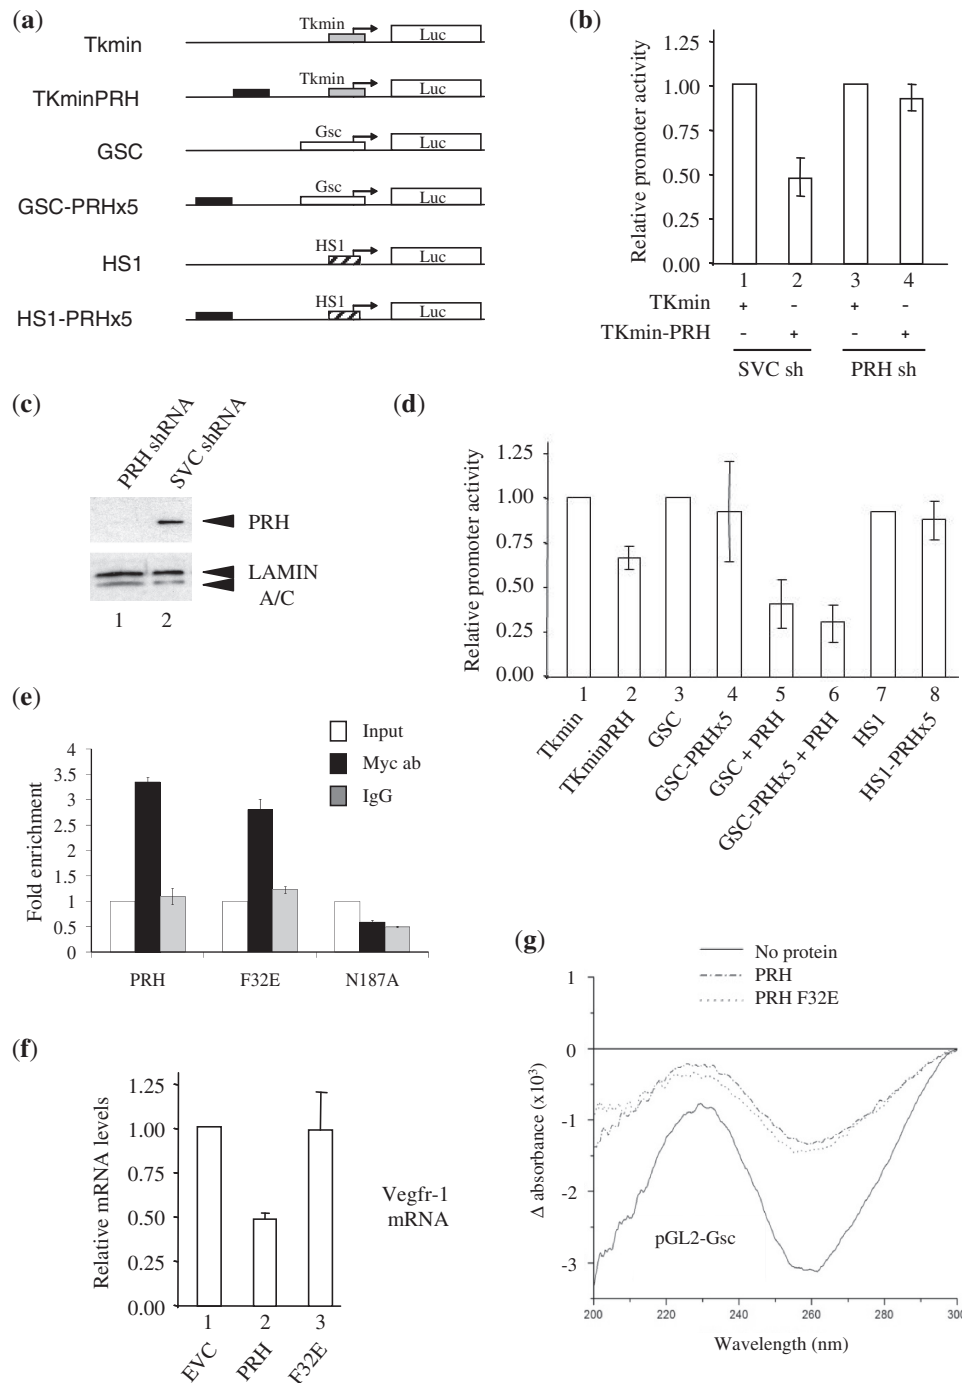 (a)
Tkmin
Tkmin
Luc
TKminPRH
Tkmin
Luc
GSC
Gsc
Luc
GSC-PRHx5
Gsc
Luc
HS1
HS1
Luc
HS1-PRHx5
HS1
Luc
(b)
Relative promoter activity
1.25
1.00
0.75
0.50
0.25
0.00
1 2 3 4
TKmin + - + -
TKmin-PRH - + - +
SVC sh PRH sh
(c)
PRH shRNA
SVC shRNA
PRH
LAMIN
A/C
1 2
(d)
Relative promoter activity
1.25
1.00
0.75
0.50
0.25
0.00
1 2 3 4 5 6 7 8
Tkmin
TKminPRH
GSC
GSC-PRHx5
GSC + PRH
GSC-PRHx5 + PRH
HS1
HS1-PRHx5
(e)
Input
Myc ab
IgG
Fold enrichment
4
3.5
3
2.5
2
1.5
1
0.5
0
PRH F32E N187A
(f)
Relative mRNA levels
1.25
1.00
0.75
0.50
0.25
0.00
1 2 3
EVC
PRH
F32E
Vegfr-1
mRNA
(g)
No protein
PRH
PRH F32E
Δ absorbance (x10³)
1
0
-1
-2
-3
pGL2-Gsc
200 220 240 260 280 300
Wavelength (nm)